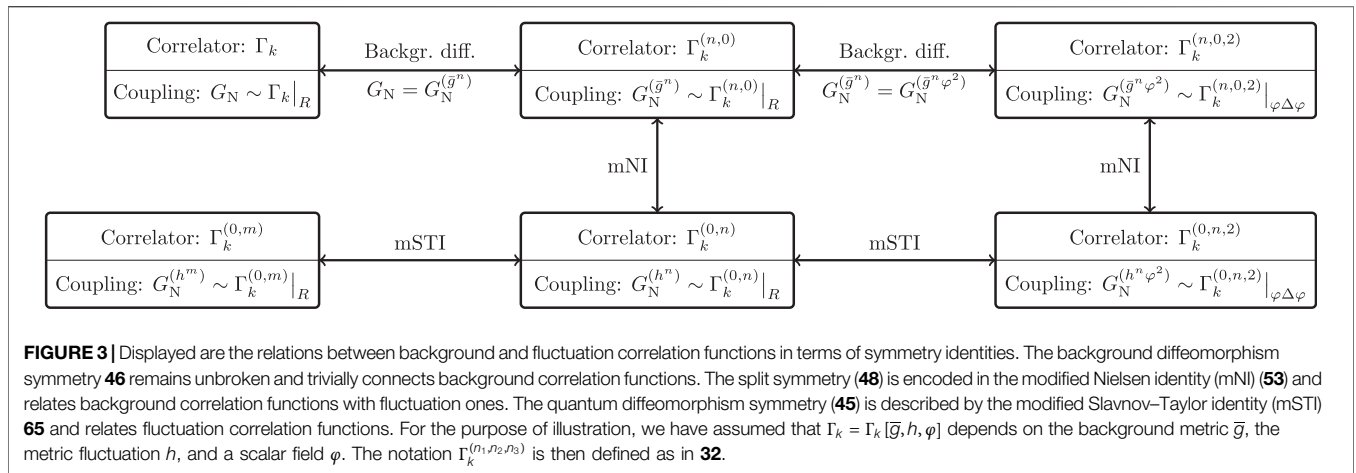 Correlator: Γ_k
Backgr. diff.
Correlator: Γ_k^{(n,0)}
Backgr. diff.
Correlator: Γ_k^{(n,0,2)}
Coupling: G_N ∼ Γ_k|_R
G_N = G_N^{(ḡ^n)}
Coupling: G_N^{(ḡ^n)} ∼ Γ_k^{(n,0)}|_R
G_N^{(ḡ^n)} = G_N^{(ḡ^n φ^2)}
Coupling: G_N^{(ḡ^n φ^2)} ∼ Γ_k^{(n,0,2)}|_{φΔφ}
mNI
mNI
Correlator: Γ_k^{(0,m)}
mSTI
Correlator: Γ_k^{(0,n)}
mSTI
Correlator: Γ_k^{(0,n,2)}
Coupling: G_N^{(h^m)} ∼ Γ_k^{(0,m)}|_R
Coupling: G_N^{(h^n)} ∼ Γ_k^{(0,n)}|_R
Coupling: G_N^{(h^n φ^2)} ∼ Γ_k^{(0,n,2)}|_{φΔφ}
FIGURE 3 | Displayed are the relations between background and fluctuation correlation functions in terms of symmetry identities. The background diffeomorphism
symmetry 46 remains unbroken and trivially connects background correlation functions. The split symmetry (48) is encoded in the modified Nielsen identity (mNI) (53) and
relates background correlation functions with fluctuation ones. The quantum diffeomorphism symmetry (45) is described by the modified Slavnov–Taylor identity (mSTI)
65 and relates fluctuation correlation functions. For the purpose of illustration, we have assumed that Γ_k = Γ_k [ḡ, h, φ] depends on the background metric ḡ, the
metric fluctuation h, and a scalar field φ. The notation Γ_k^{(n_1,n_2,n_3)} is then defined as in 32.